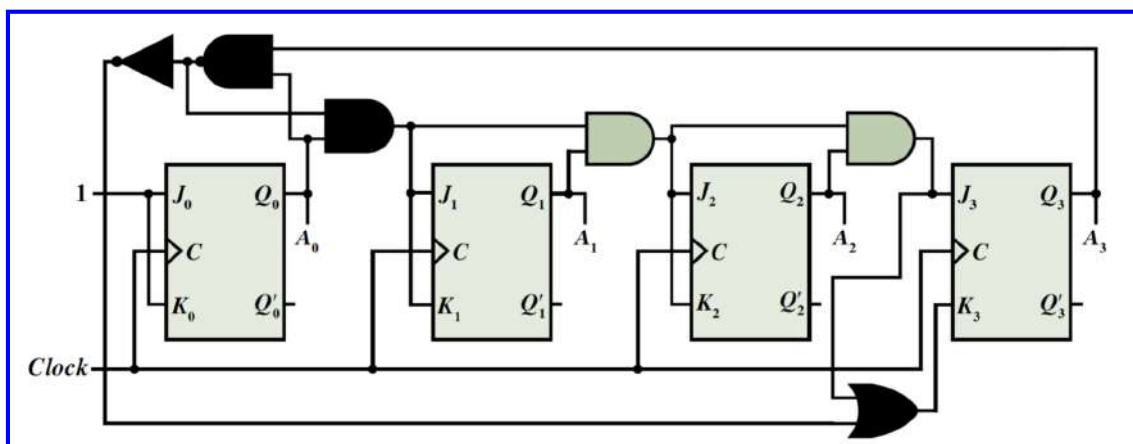 1
J₀ Q₀
A₀
C
K₀ Q′₀
J₁ Q₁
A₁
C
K₁ Q′₁
J₂ Q₂
A₂
C
K₂ Q′₂
J₃ Q₃
A₃
C
K₃ Q′₃
Clock